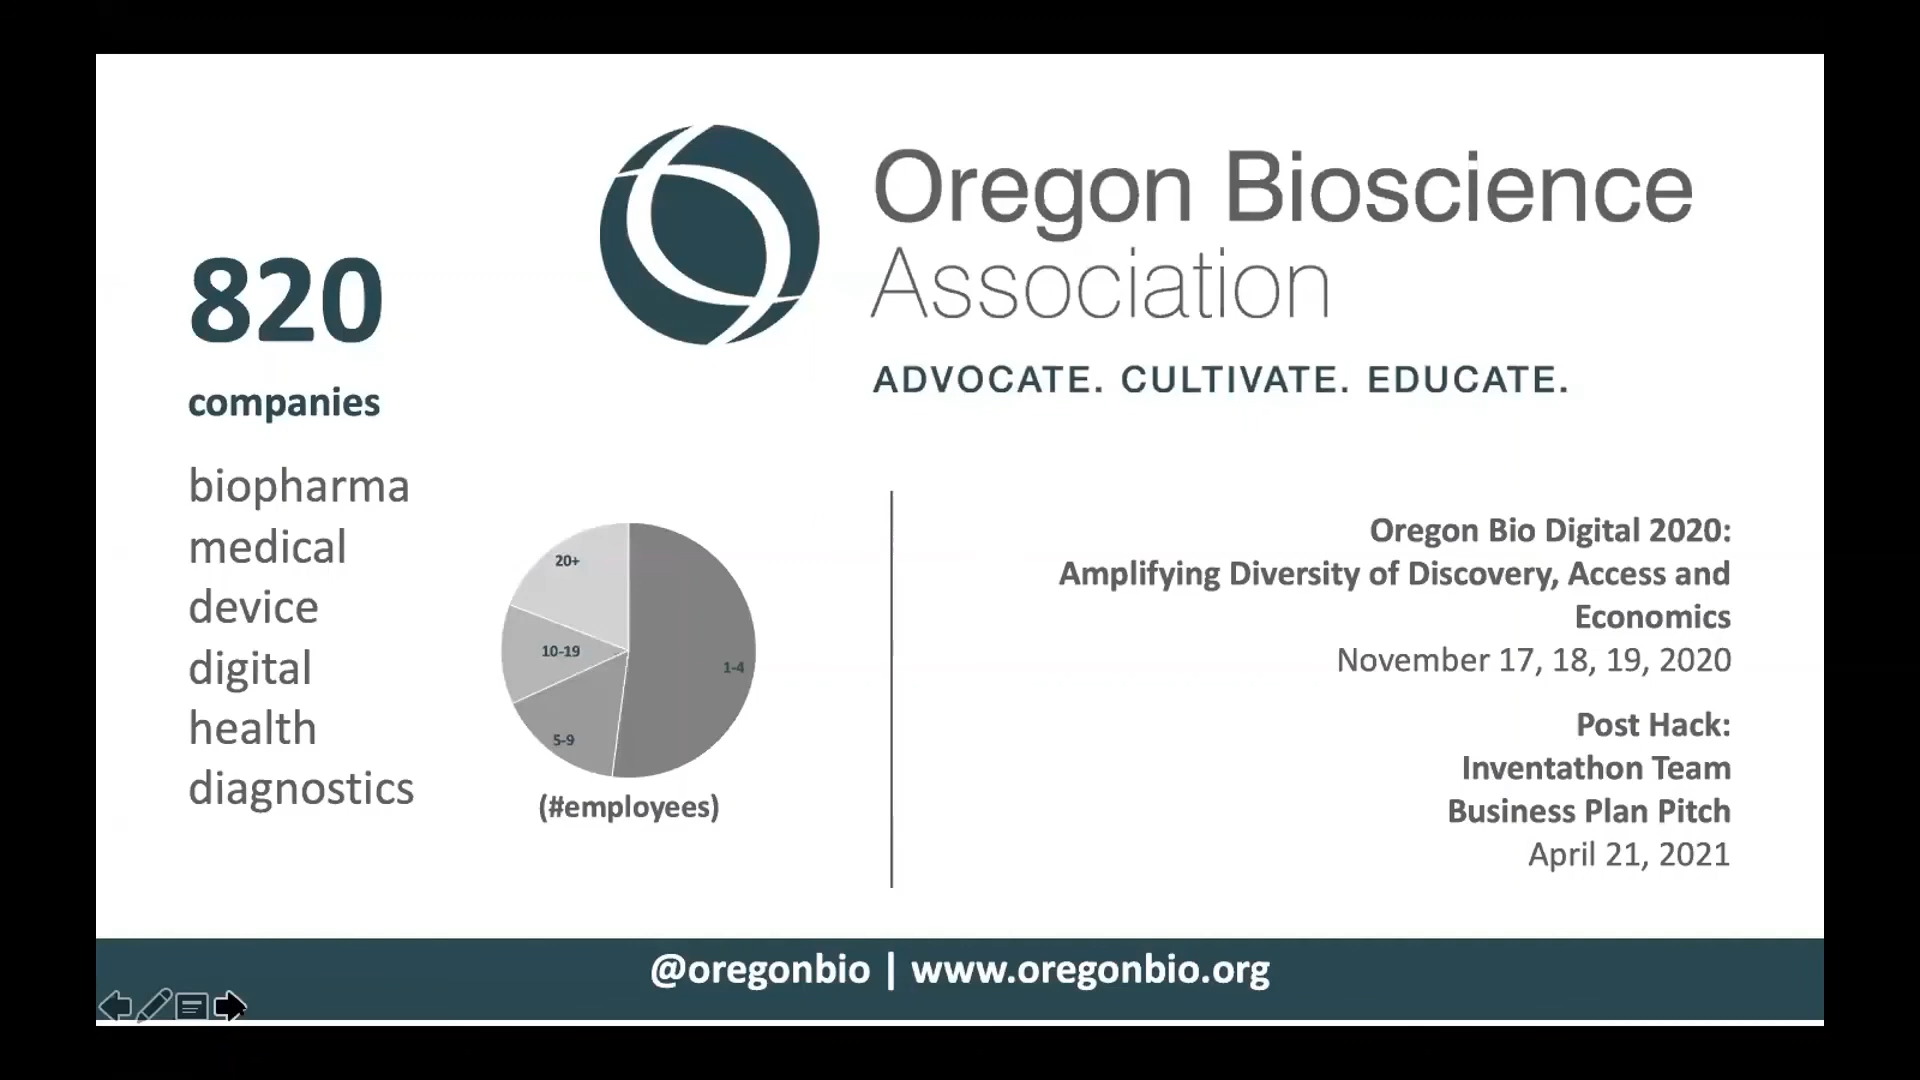 Oregon Bioscience
Association
ADVOCATE. CULTIVATE. EDUCATE.
820
companies
biopharma
medical
device
digital
health
diagnostics
20+
10-19
1-4
5-9
(#employees)
Oregon Bio Digital 2020:
Amplifying Diversity of Discovery, Access and
Economics
November 17, 18, 19, 2020
Post Hack:
Inventathon Team
Business Plan Pitch
April 21, 2021
@oregonbio | www.oregonbio.org